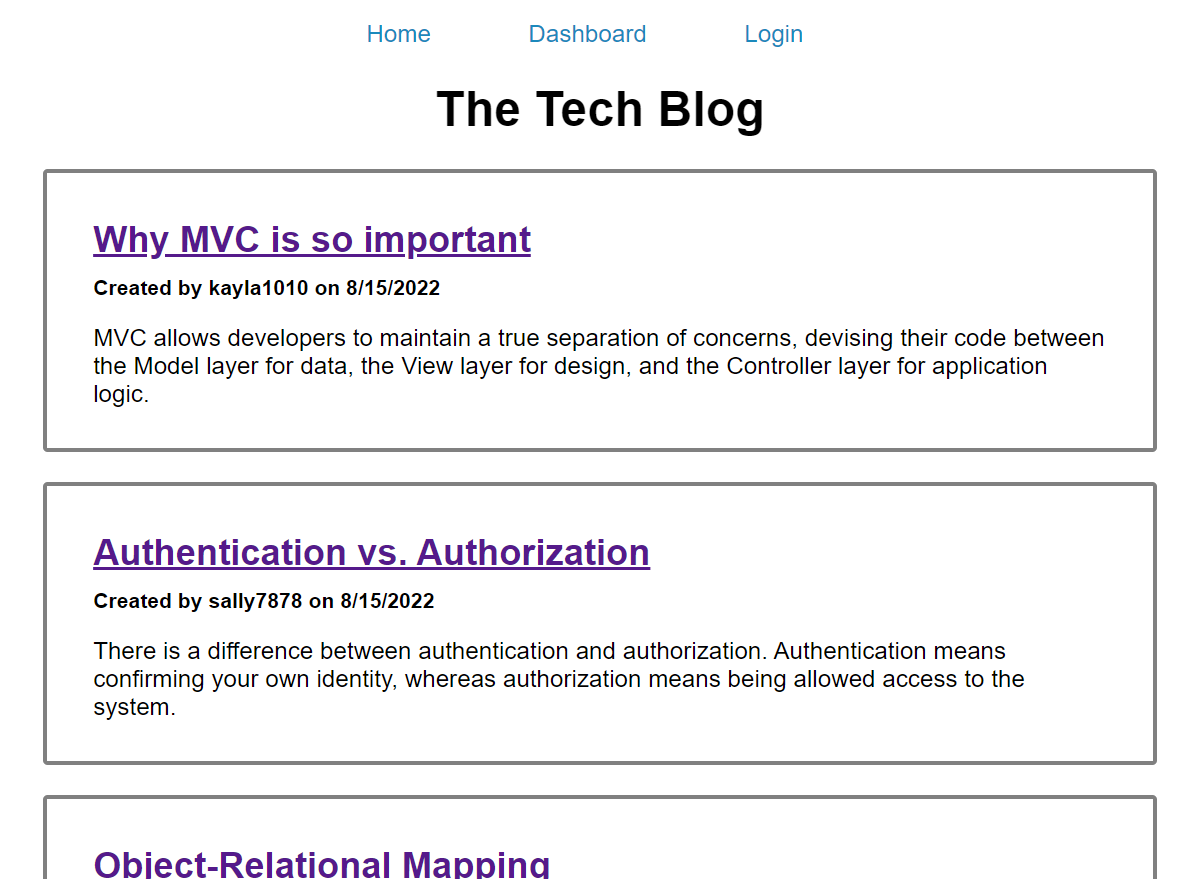 Home Dashboard Login
The Tech Blog
Why MVC is so important
Created by kayla1010 on 8/15/2022
MVC allows developers to maintain a true separation of concerns, devising their code between
the Model layer for data, the View layer for design, and the Controller layer for application
logic.
Authentication vs. Authorization
Created by sally7878 on 8/15/2022
There is a difference between authentication and authorization. Authentication means
confirming your own identity, whereas authorization means being allowed access to the
system.
Object-Relational Mapping